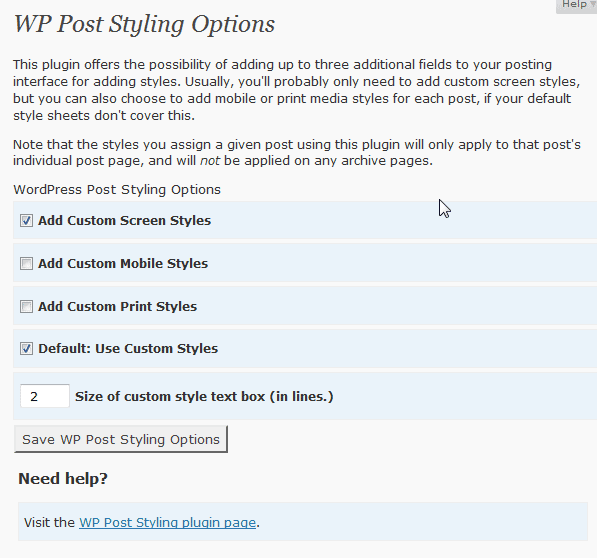 Help
WP Post Styling Options
This plugin offers the possibility of adding up to three additional fields to your posting
interface for adding styles. Usually, you'll probably only need to add custom screen styles,
but you can also choose to add mobile or print media styles for each post, if your default
style sheets don't cover this.
Note that the styles you assign a given post using this plugin will only apply to that post's
individual post page, and will not be applied on any archive pages.
WordPress Post Styling Options
Add Custom Screen Styles
Add Custom Mobile Styles
Add Custom Print Styles
Default: Use Custom Styles
2 Size of custom style text box (in lines.)
Save WP Post Styling Options
Need help?
Visit the WP Post Styling plugin page.